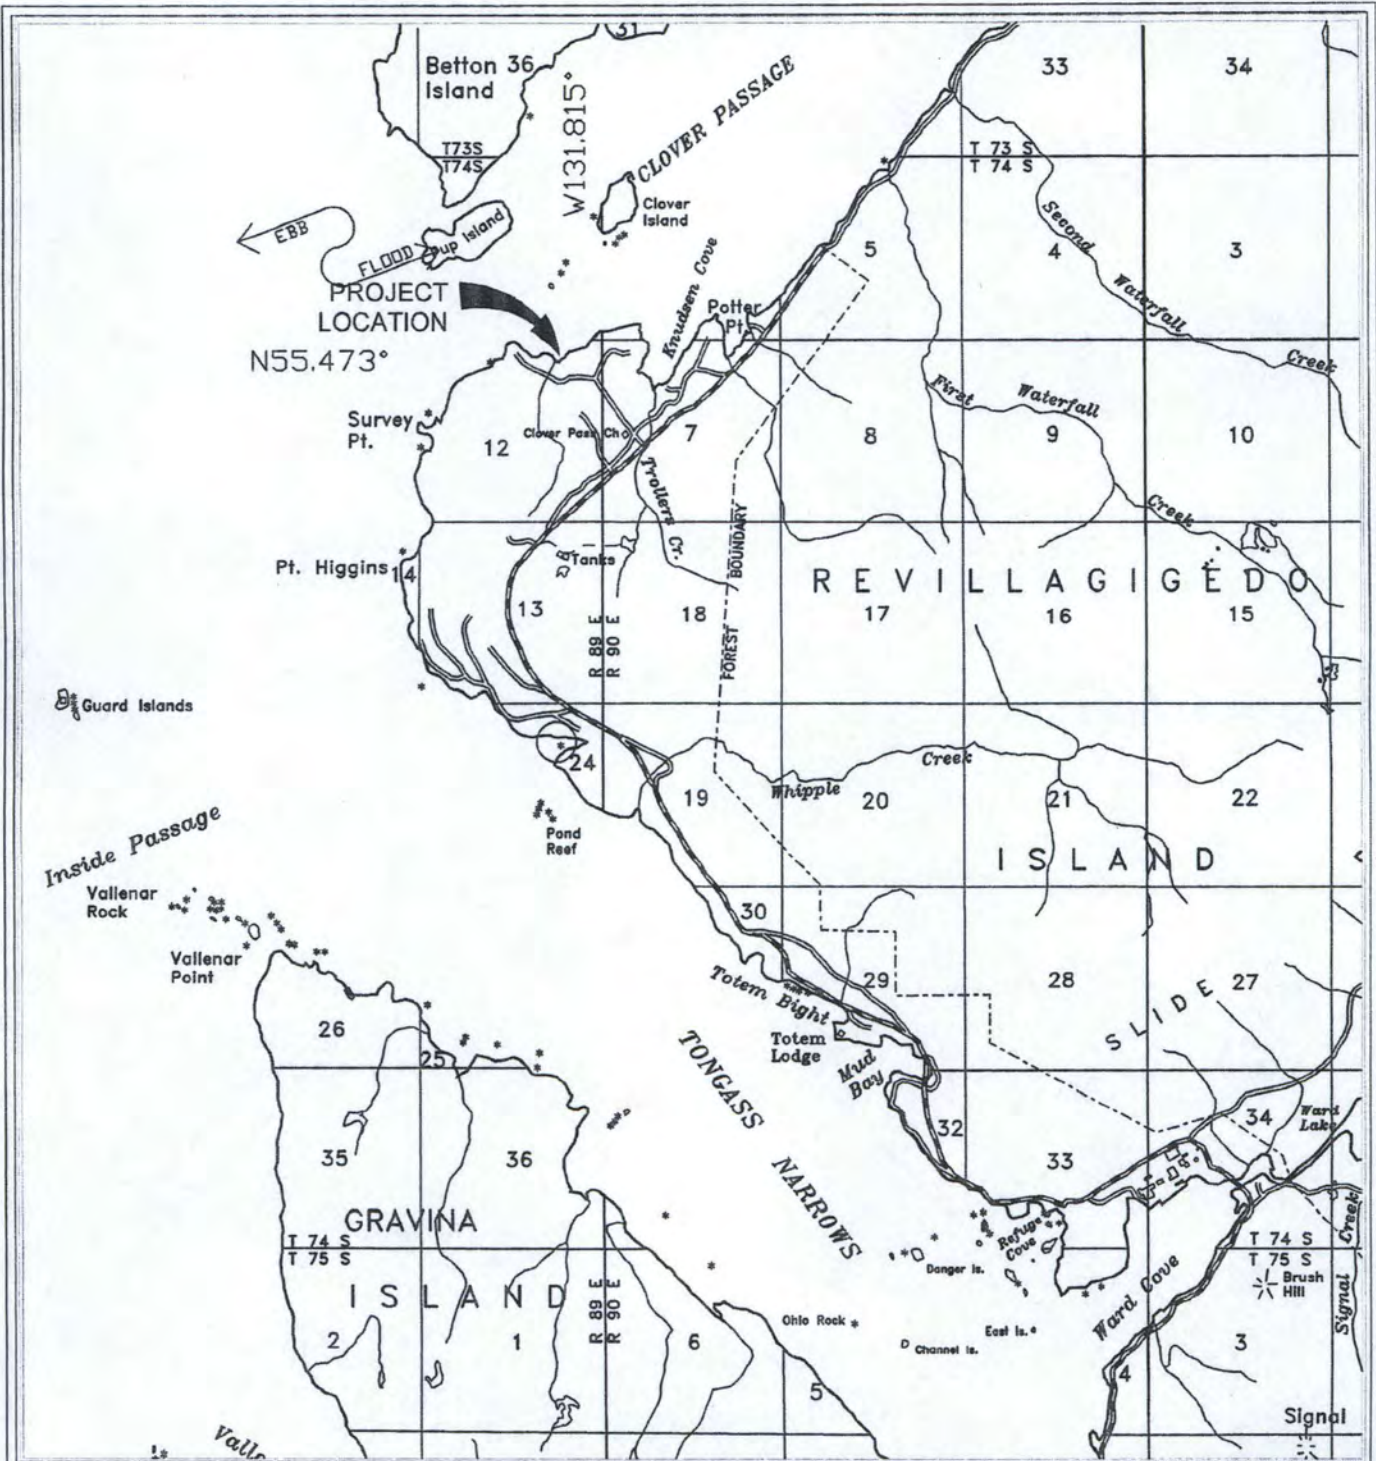 31
Betton 36
Island
33
34
W131.815°
CLOVER PASSAGE
T73S
T74S
T 73 S
T 74 S
Clover
Island
EBB
FLOOD
Pup Island
Second
Waterfall
Creek
5
4
3
PROJECT
LOCATION
Knudsen Cove
Potter
Pt.
N55.473°
First
Waterfall
Creek
Survey
Pt.
12
Clover Pass Ch
7
8
9
10
Trollers Cr.
Pt. Higgins
14
Tanks
13
R 89 E
R 90 E
18
FOREST
BOUNDARY
REVILLAGIGEDO
17
16
15
Guard Islands
24
19
Whipple
Creek
20
21
22
Pond
Reef
Inside Passage
ISLAND
Vallenar
Rock
Vallenar
Point
30
29
28
27
SLIDE
Totem Bight
Totem
Lodge
Mud
Bay
26
25
TONGASS
NARROWS
32
33
34
Ward
Lake
35
36
GRAVINA
T 74 S
T 75 S
ISLAND
R 89 E
R 90 E
2
1
6
5
Refuge
Cove
Danger Is.
Ohio Rock
East Is.
Channel Is.
Ward Cove
T 74 S
T 75 S
Creek
Signal
Brush
Hill
4
3
Signal